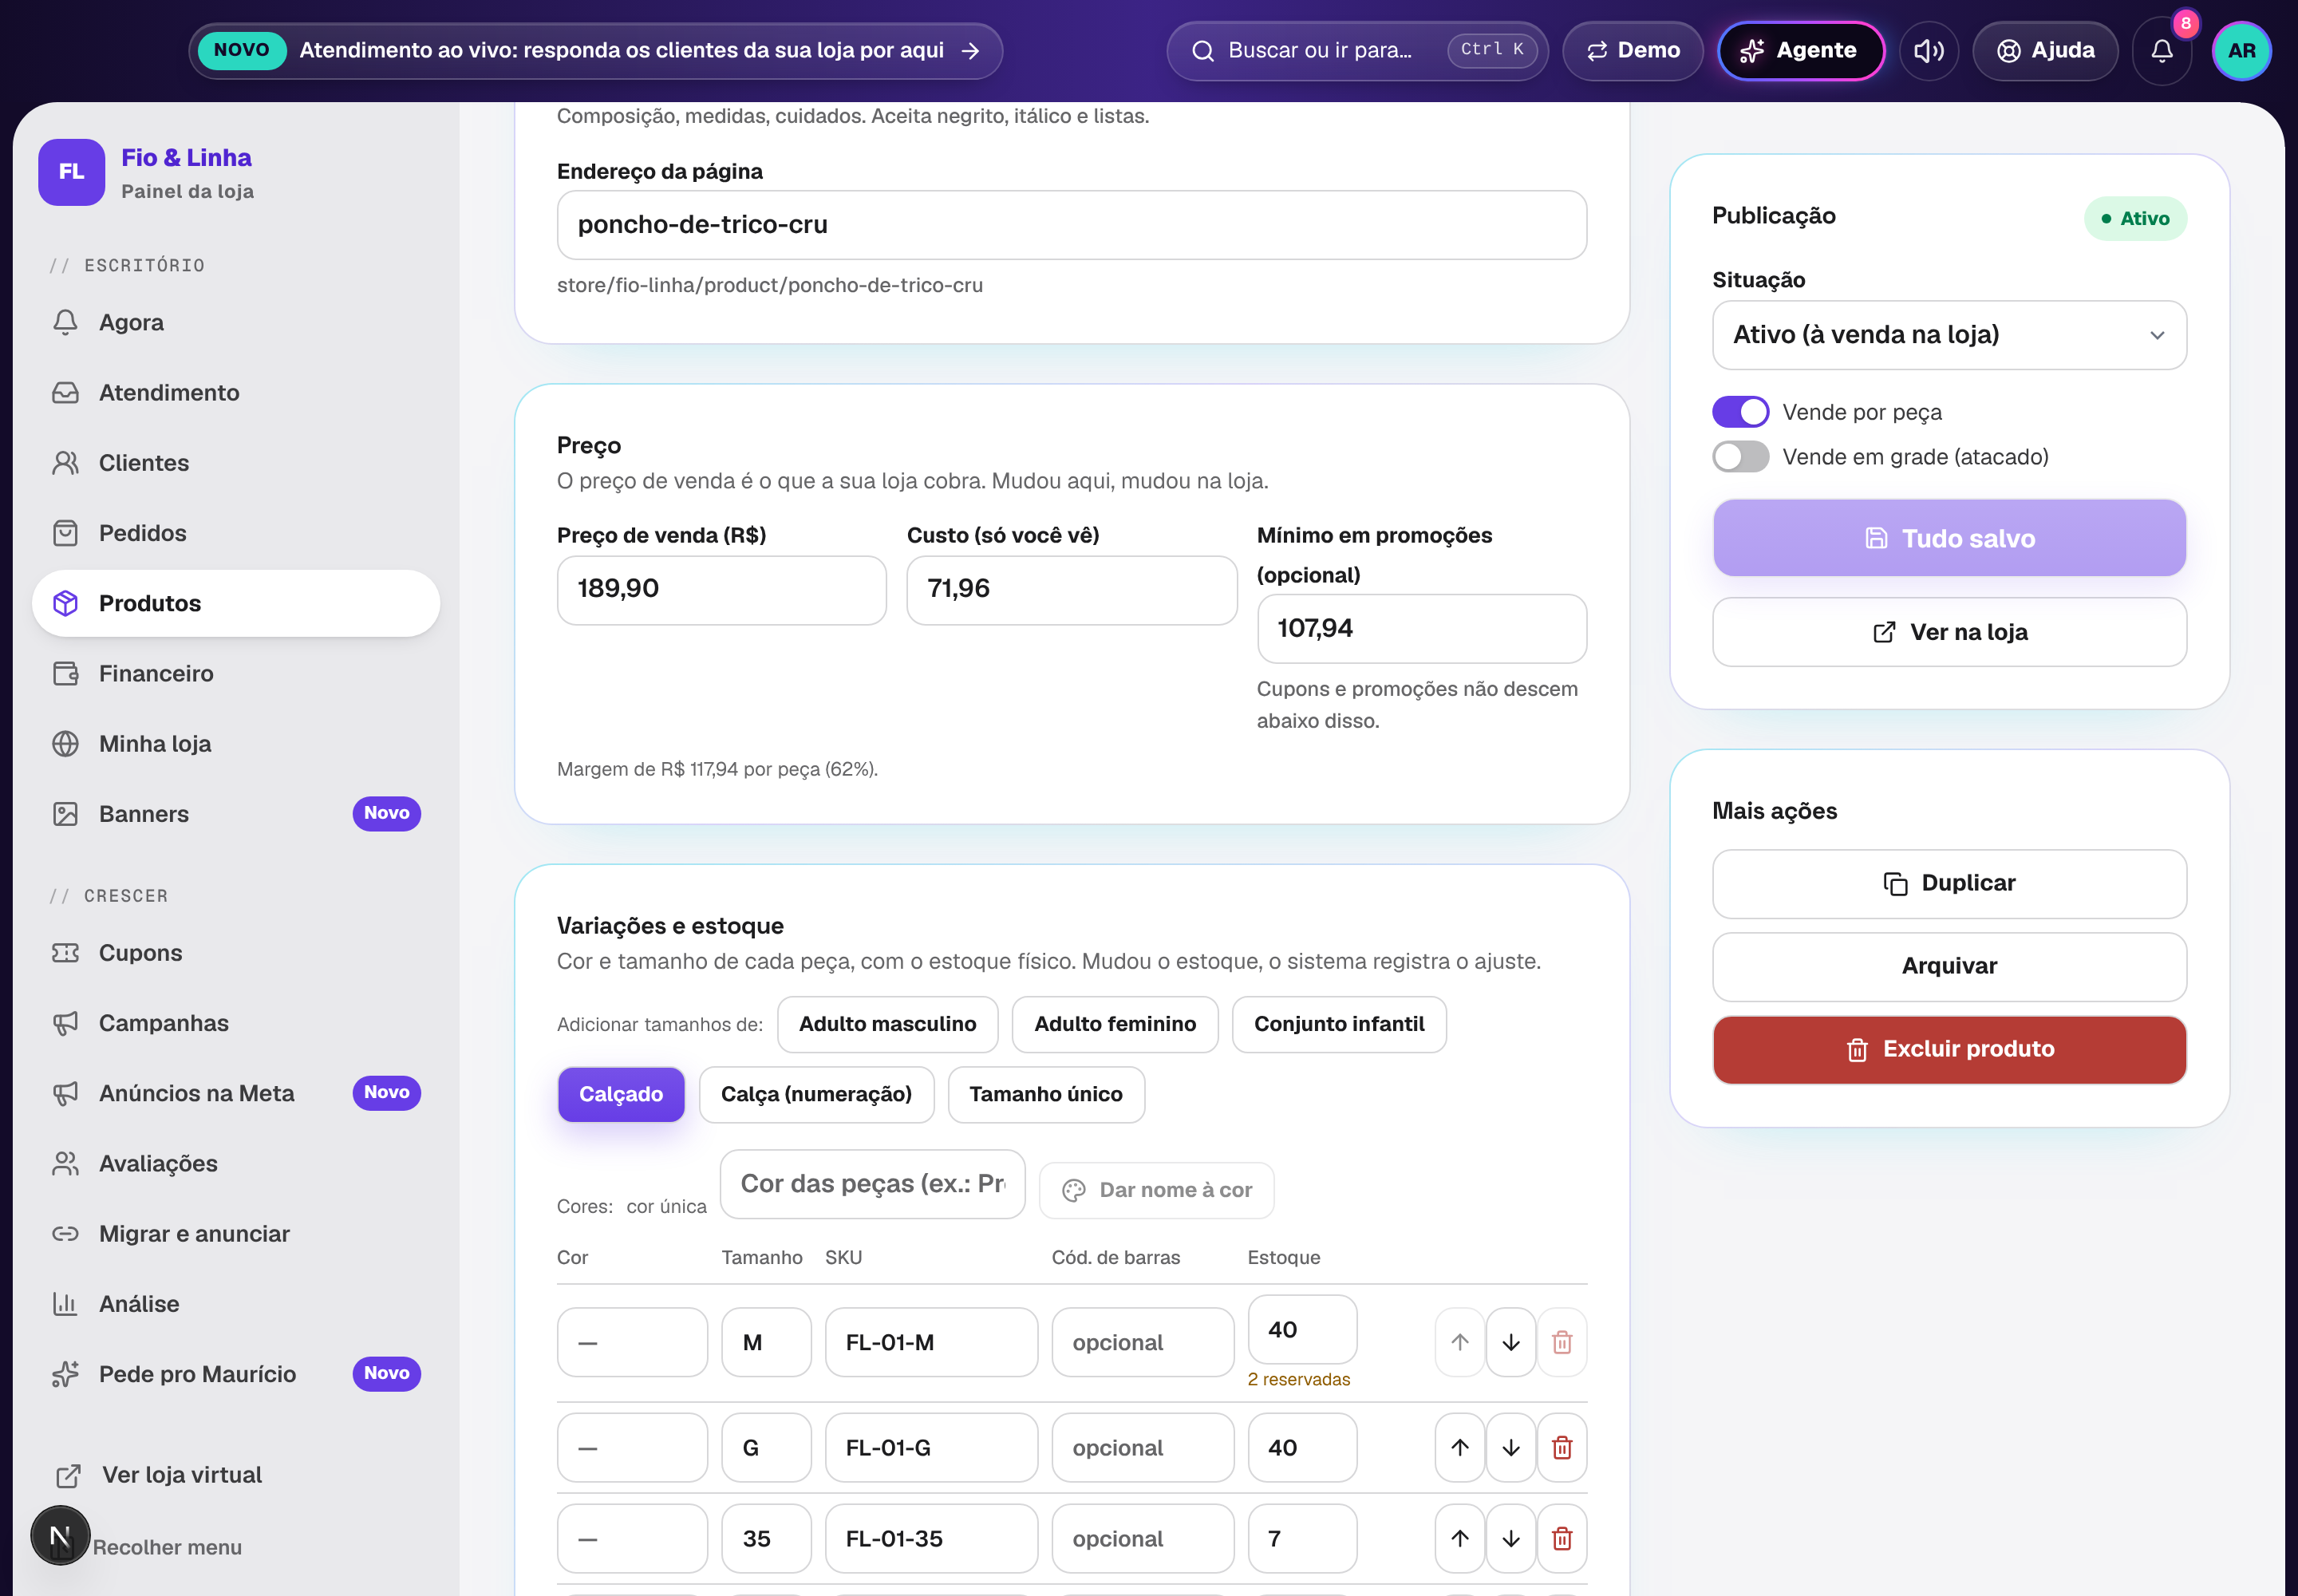 NOVO Atendimento ao vivo: responda os clientes da sua loja por aqui →
Buscar ou ir para... Ctrl K
Demo
Agente
Ajuda
8
AR
FL
Fio & Linha
Painel da loja
// ESCRITÓRIO
Agora
Atendimento
Clientes
Pedidos
Produtos
Financeiro
Minha loja
Banners Novo
// CRESCER
Cupons
Campanhas
Anúncios na Meta Novo
Avaliações
Migrar e anunciar
Análise
Pede pro Maurício Novo
Ver loja virtual
N
Recolher menu
Composição, medidas, cuidados. Aceita negrito, itálico e listas.
Endereço da página
poncho-de-trico-cru
store/fio-linha/product/poncho-de-trico-cru
Preço
O preço de venda é o que a sua loja cobra. Mudou aqui, mudou na loja.
Preço de venda (R$)
189,90
Custo (só você vê)
71,96
Mínimo em promoções
(opcional)
107,94
Cupons e promoções não descem
abaixo disso.
Margem de R$ 117,94 por peça (62%).
Variações e estoque
Cor e tamanho de cada peça, com o estoque físico. Mudou o estoque, o sistema registra o ajuste.
Adicionar tamanhos de: Adulto masculino Adulto feminino Conjunto infantil
Calçado Calça (numeração) Tamanho único
Cores: cor única Cor das peças (ex.: Pr Dar nome à cor
Cor Tamanho SKU Cód. de barras Estoque
— M FL-01-M opcional 40
2 reservadas
— G FL-01-G opcional 40
— 35 FL-01-35 opcional 7
Publicação
Ativo
Situação
Ativo (à venda na loja)
Vende por peça
Vende em grade (atacado)
Tudo salvo
Ver na loja
Mais ações
Duplicar
Arquivar
Excluir produto